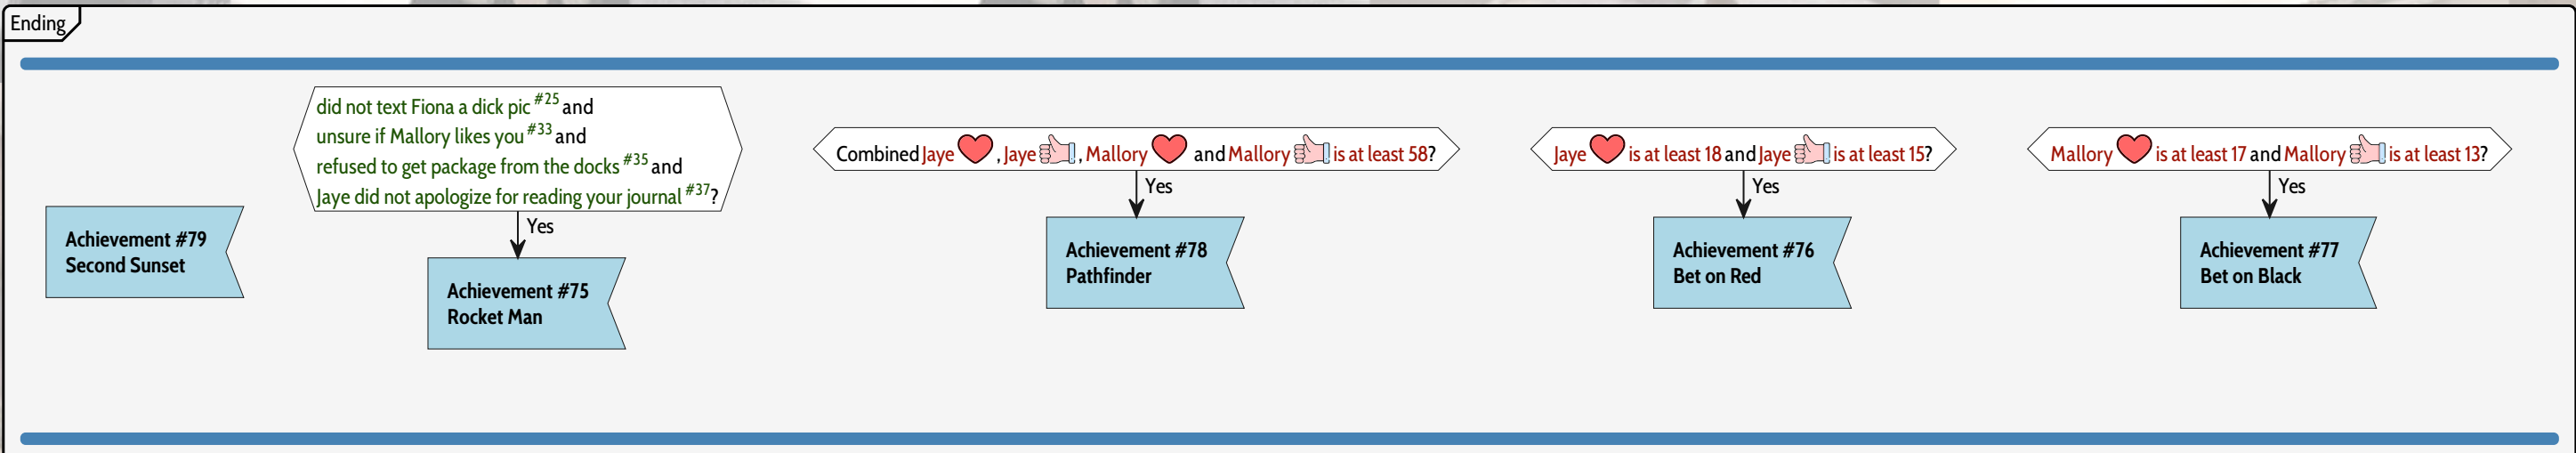 Ending
did not text Fiona a dick pic #25 and
unsure if Mallory likes you #33 and
refused to get package from the docks #35 and
Jaye did not apologize for reading your journal #37?
Yes
Achievement #79
Second Sunset
Achievement #75
Rocket Man
Combined Jaye , Jaye , Mallory and Mallory is at least 58?
Yes
Achievement #78
Pathfinder
Jaye is at least 18 and Jaye is at least 15?
Yes
Achievement #76
Bet on Red
Mallory is at least 17 and Mallory is at least 13?
Yes
Achievement #77
Bet on Black